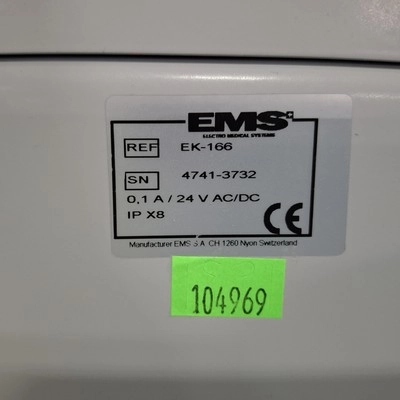 EMS
ELECTRO MEDICAL SYSTEMS
REF EK-166
SN 4741-3732
0,1 A / 24 V AC/DC
IP X8
CE
Manufacturer EMS S A CH 1260 Nyon Switzerland
104969